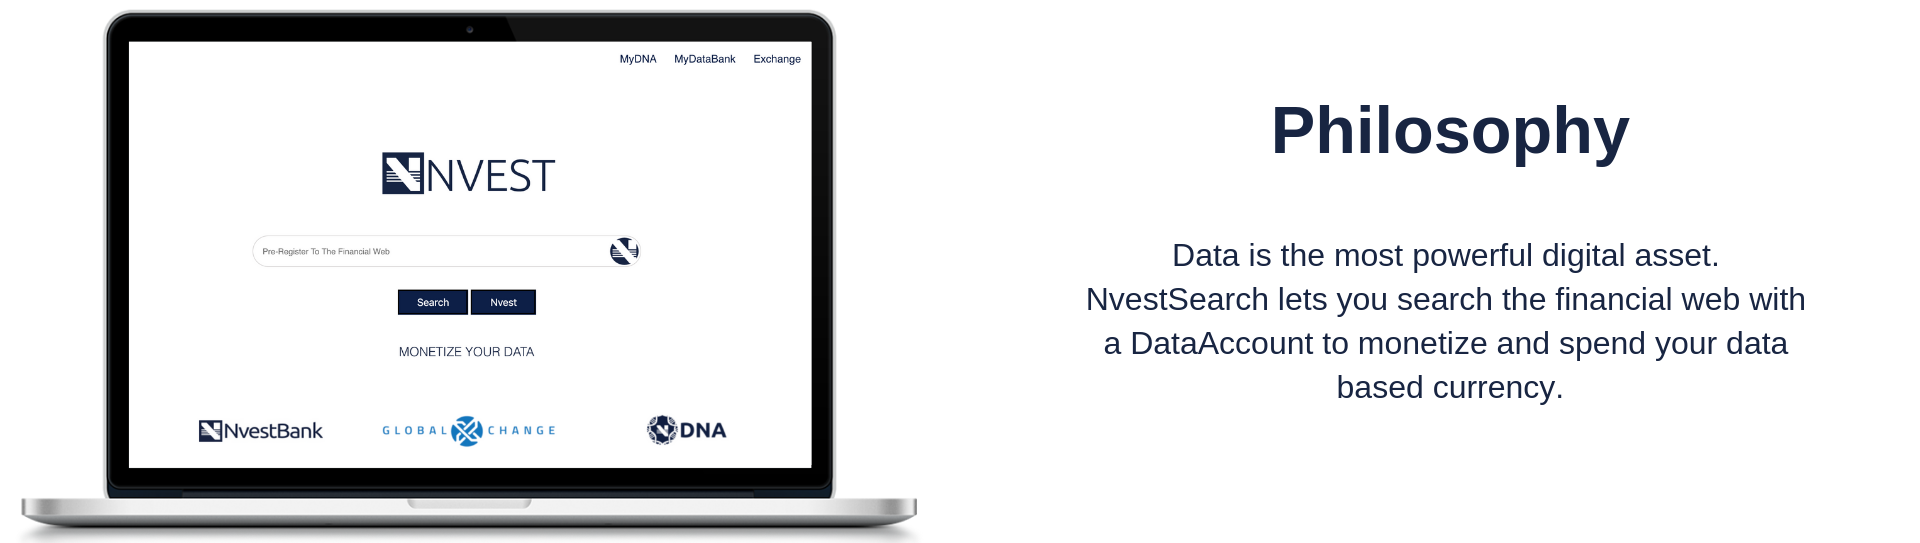 MyDNA MyDataBank Exchange
NVEST
Pre-Register To The Financial Web
Search Nvest
MONETIZE YOUR DATA
NvestBank GLOBAL CHANGE DNA
Philosophy
Data is the most powerful digital asset.
NvestSearch lets you search the financial web with
a DataAccount to monetize and spend your data
based currency.